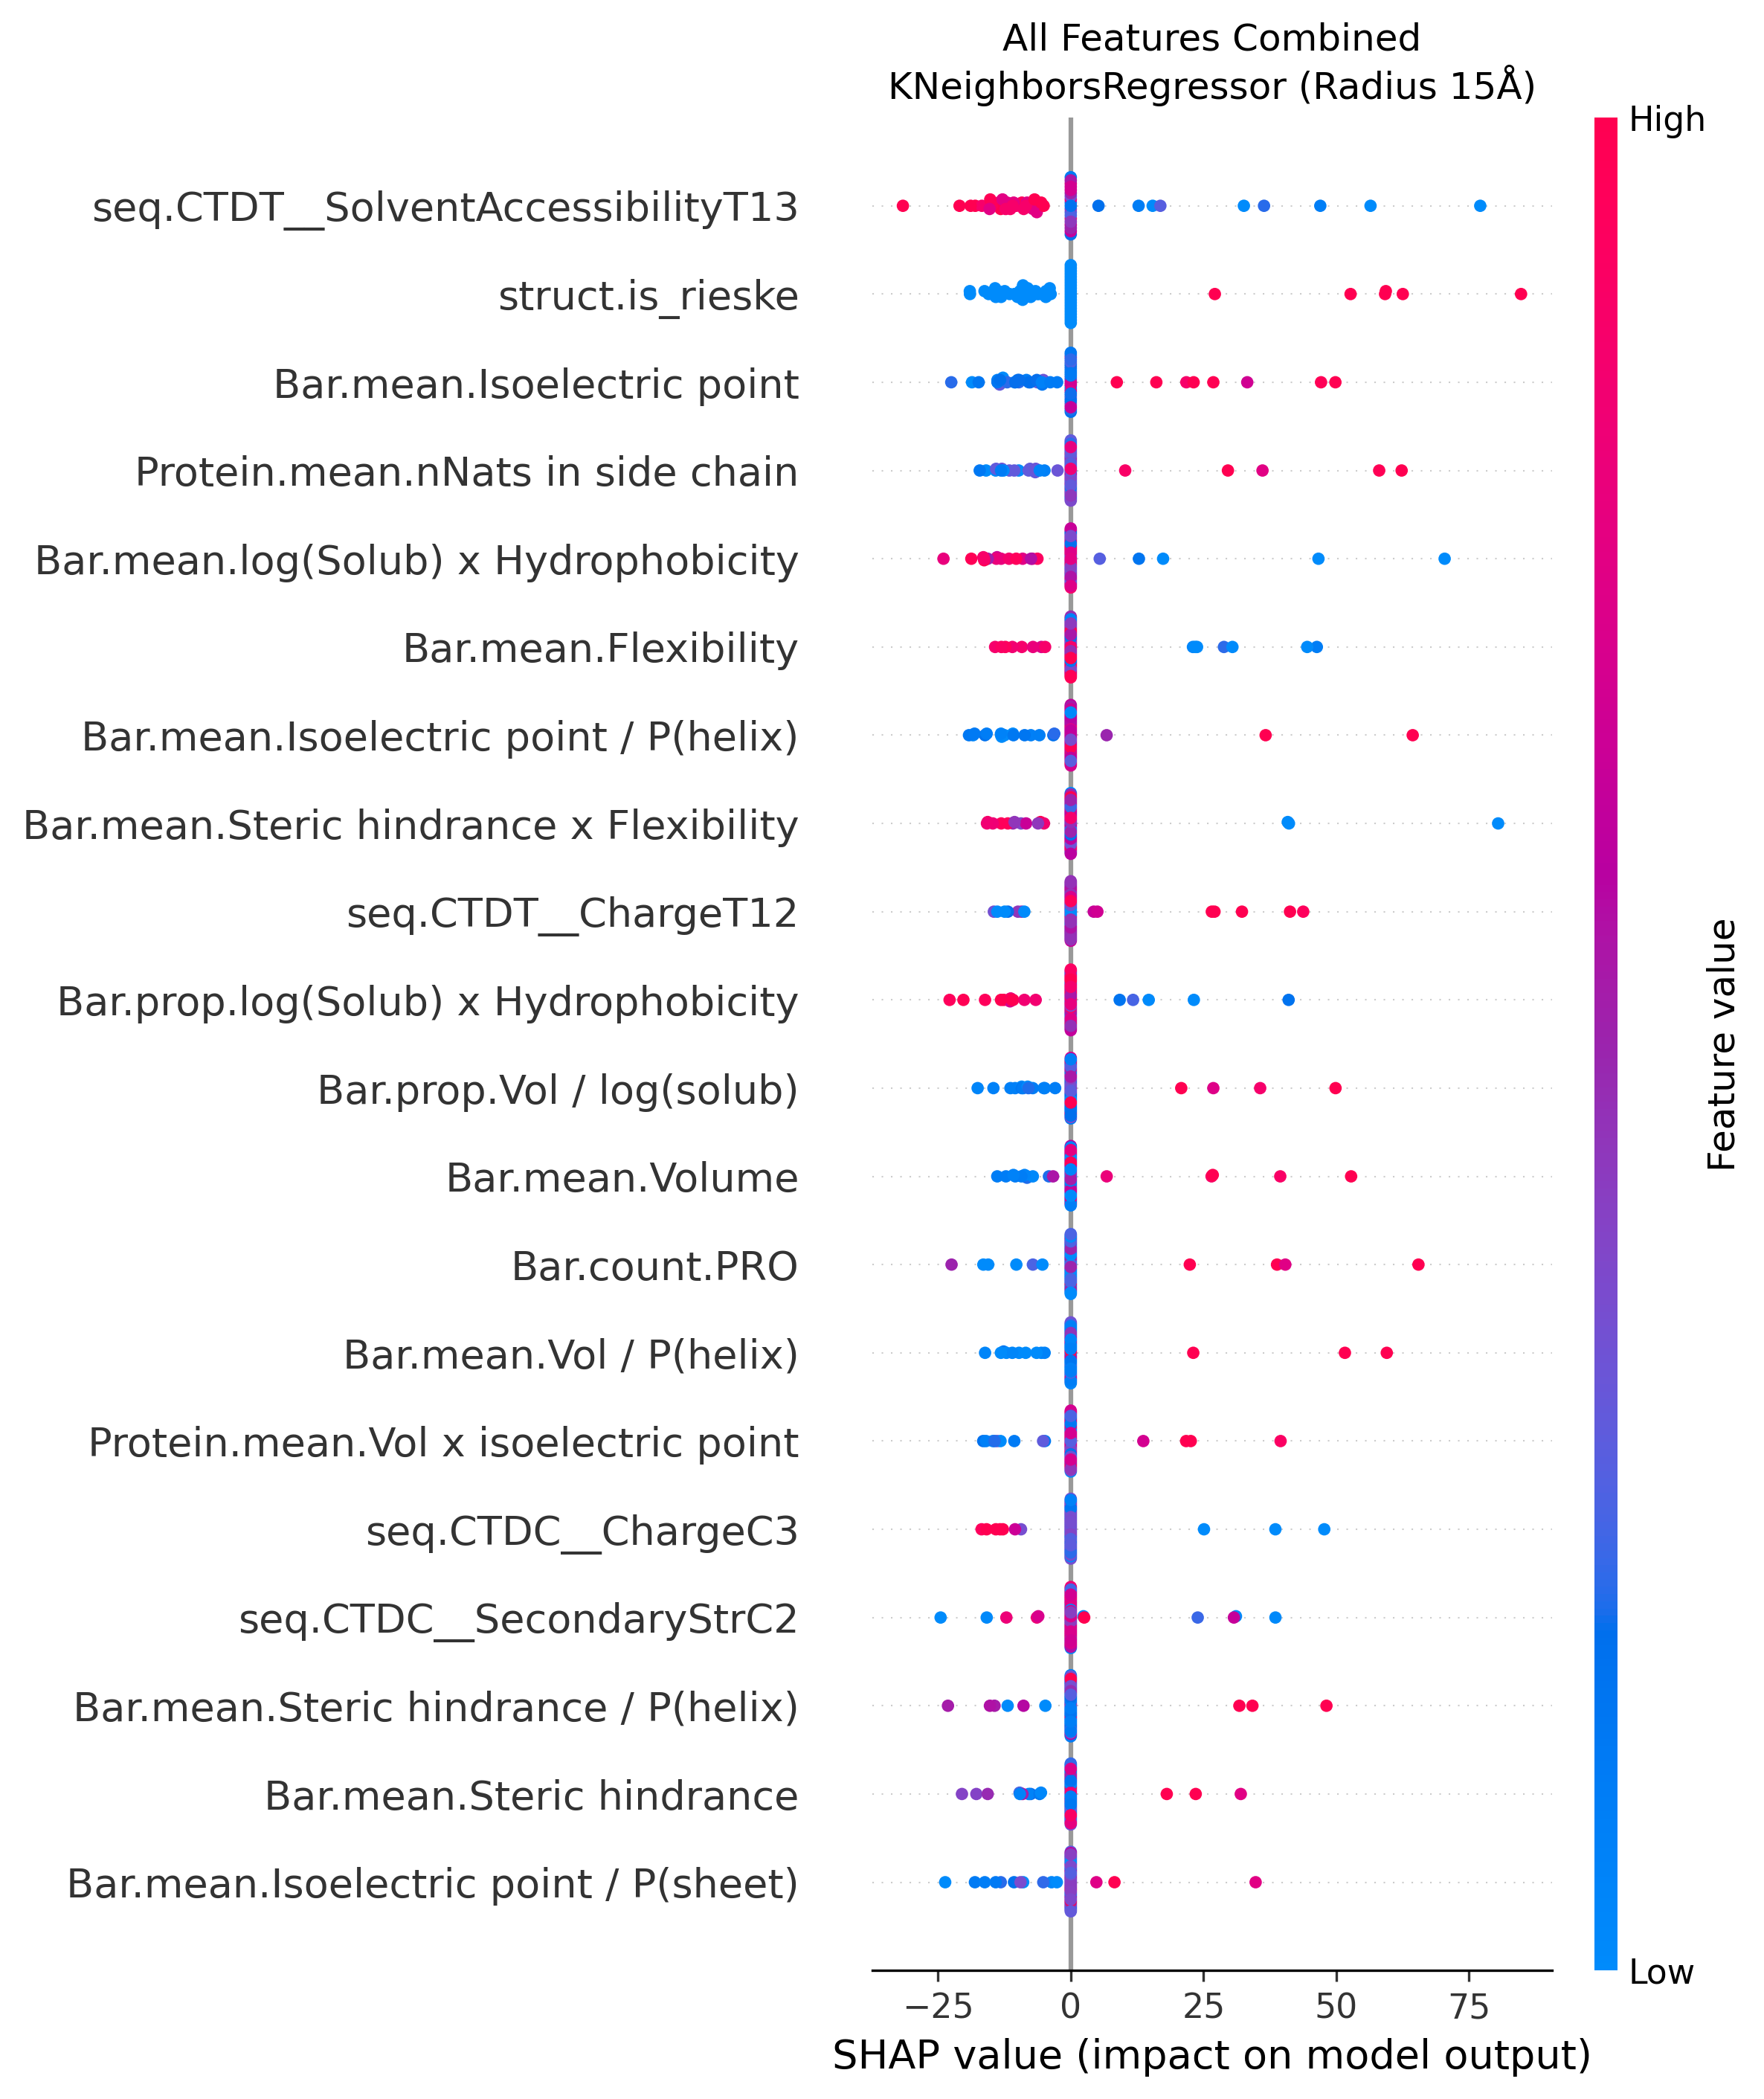 All Features Combined
KNeighborsRegressor (Radius 15Å)
High
seq.CTDT__SolventAccessibilityT13
struct.is_rieske
Bar.mean.Isoelectric point
Protein.mean.nNats in side chain
Bar.mean.log(Solub) x Hydrophobicity
Bar.mean.Flexibility
Bar.mean.Isoelectric point / P(helix)
Bar.mean.Steric hindrance x Flexibility
seq.CTDT__ChargeT12
Bar.prop.log(Solub) x Hydrophobicity
Bar.prop.Vol / log(solub)
Bar.mean.Volume
Bar.count.PRO
Bar.mean.Vol / P(helix)
Protein.mean.Vol x isoelectric point
seq.CTDC__ChargeC3
seq.CTDC__SecondaryStrC2
Bar.mean.Steric hindrance / P(helix)
Bar.mean.Steric hindrance
Bar.mean.Isoelectric point / P(sheet)
Feature value
Low
−25 0 25 50 75
SHAP value (impact on model output)